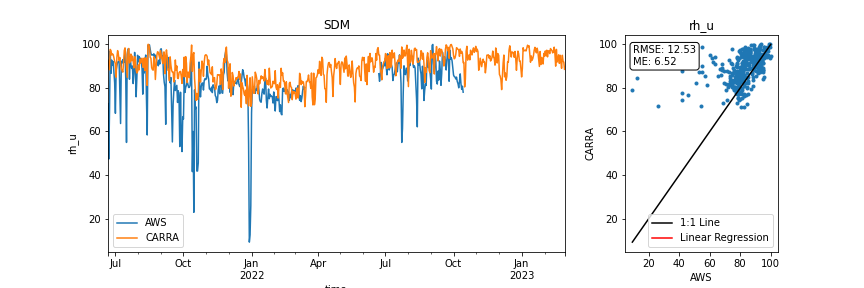 SDM
rh_u
100
80
60
40
20
rh_u
AWS
CARRA
Jul
Oct
Jan
2022
Apr
Jul
Oct
Jan
2023
time
rh_u
RMSE: 12.53
ME: 6.52
100
80
60
40
20
CARRA
1:1 Line
Linear Regression
20
40
60
80
100
AWS